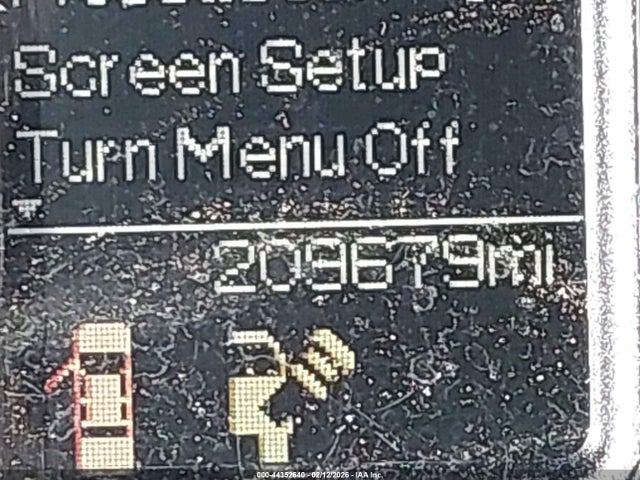 Screen Setup
Turn Menu Off
209679mi
000-44352640 - 02/12/2026 - IAA Inc.